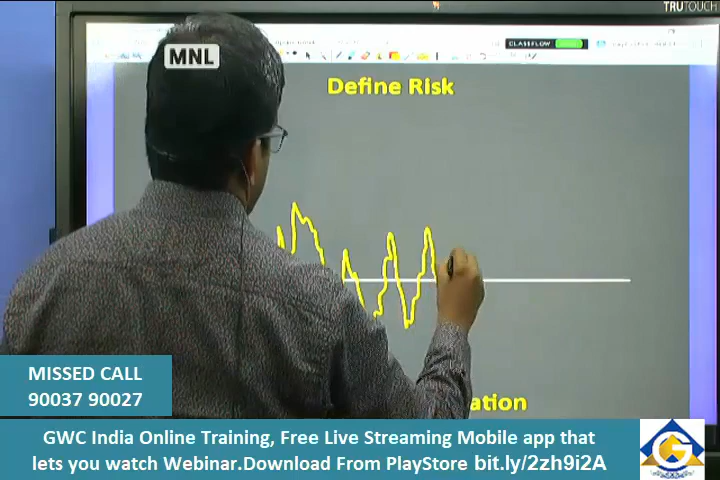 TRUTOUCH
MNL
CLASSFLOW
Define Risk
MISSED CALL
90037 90027
ation
GWC India Online Training, Free Live Streaming Mobile app that
lets you watch Webinar.Download From PlayStore bit.ly/2zh9i2A
G